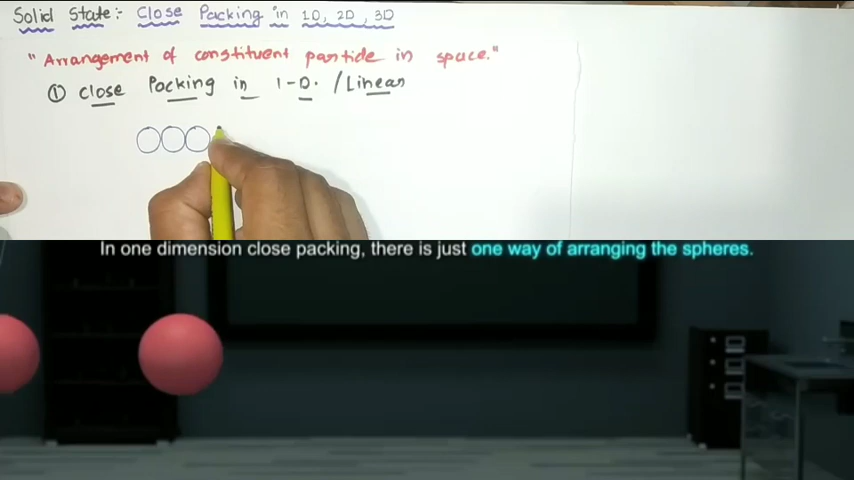 Solid State:- Close Packing in 1D, 2D, 3D
"Arrangement of constituent particle in space."
① Close Packing in 1-D. /Linear
In one dimension close packing, there is just one way of arranging the spheres.